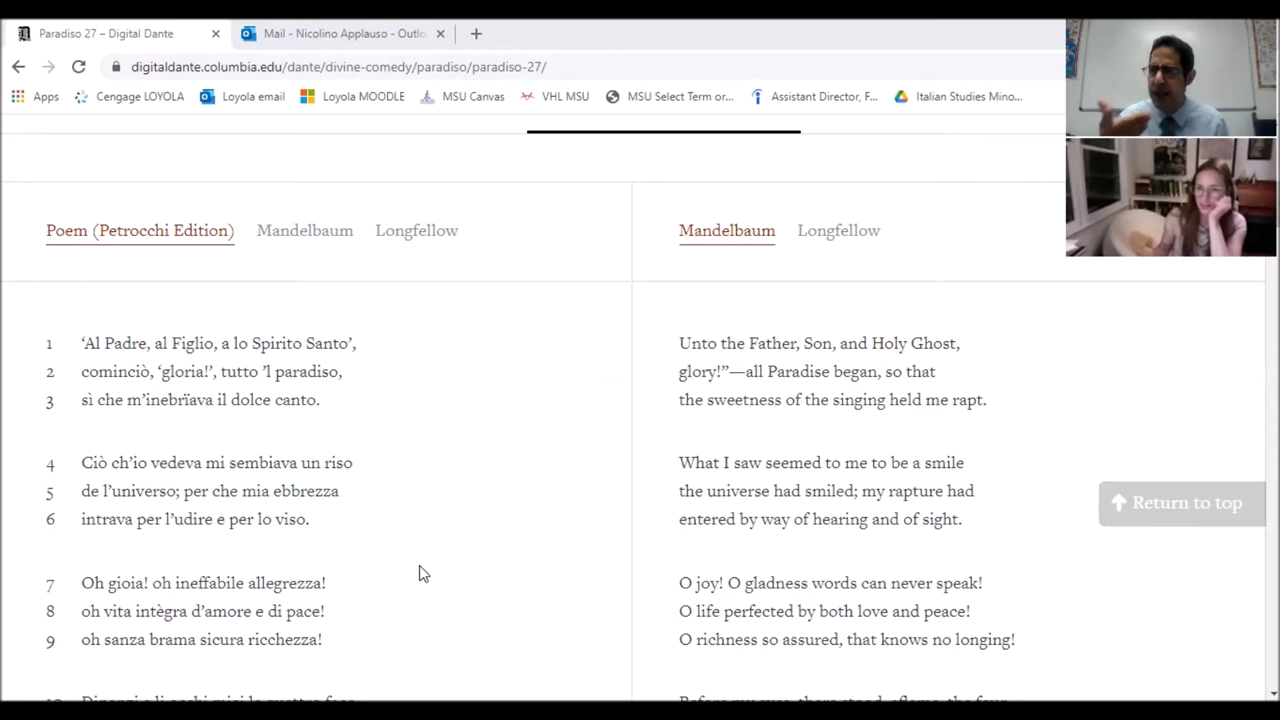 Paradiso 27 – Digital Dante
Mail - Nicolino Applauso - Outlo
digitaldante.columbia.edu/dante/divine-comedy/paradiso/paradiso-27/
Apps
Cengage LOYOLA
Loyola email
Loyola MOODLE
MSU Canvas
VHL MSU
MSU Select Term or...
Assistant Director, F...
Italian Studies Mino...
Poem (Petrocchi Edition) Mandelbaum Longfellow
1 ‘Al Padre, al Figlio, a lo Spirito Santo’,
2 cominciò, ‘gloria!’, tutto ’l paradiso,
3 sì che m’inebrïava il dolce canto.
4 Ciò ch’io vedeva mi sembiava un riso
5 de l’universo; per che mia ebbrezza
6 intrava per l’udire e per lo viso.
7 Oh gioia! oh ineffabile allegrezza!
8 oh vita intègra d’amore e di pace!
9 oh sanza brama sicura ricchezza!
Mandelbaum Longfellow
Unto the Father, Son, and Holy Ghost,
glory!”—all Paradise began, so that
the sweetness of the singing held me rapt.
What I saw seemed to me to be a smile
the universe had smiled; my rapture had
entered by way of hearing and of sight.
O joy! O gladness words can never speak!
O life perfected by both love and peace!
O richness so assured, that knows no longing!
Return to top